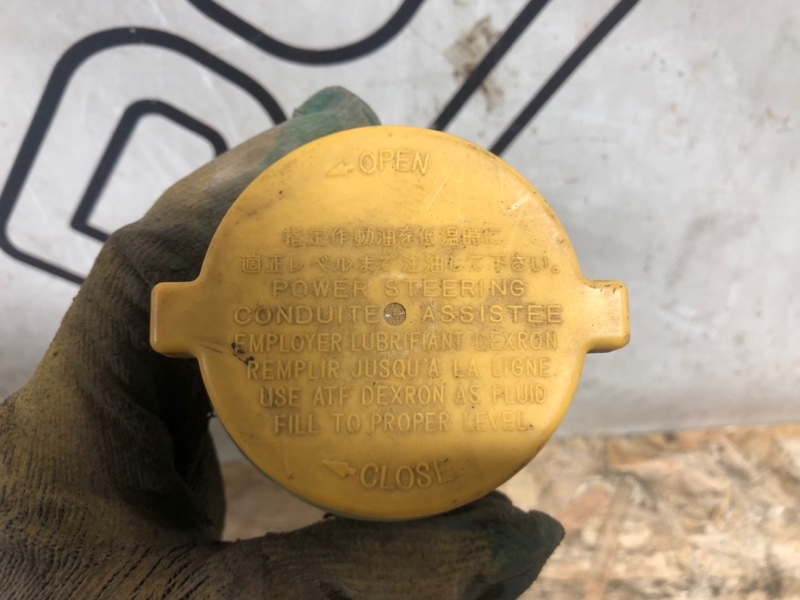 OPEN
指定作動油を低温時に
適正レベルまで注油して下さい。
POWER STEERING
CONDUITE ASSISTEE
EMPLOYER LUBRIFIANT DEXRON
REMPLIR JUSQU'A LA LIGNE.
USE ATF DEXRON AS FLUID
FILL TO PROPER LEVEL.
CLOSE